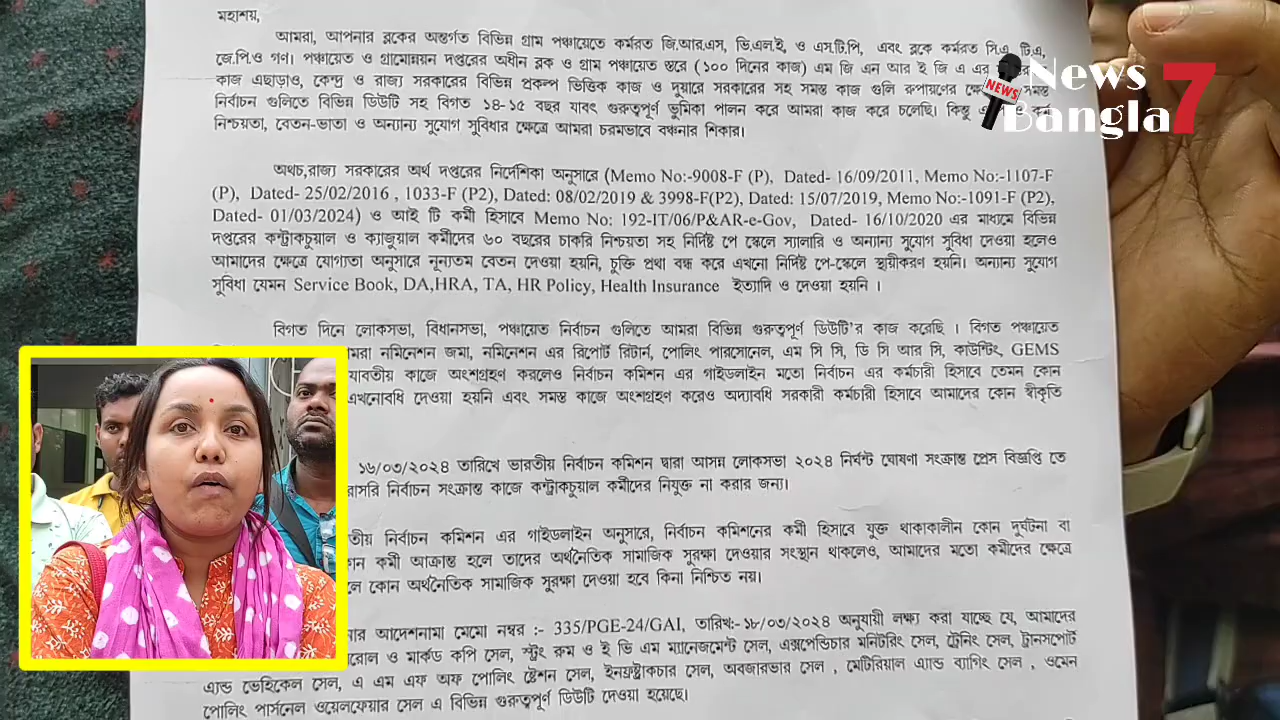 মহাশয়,
আমরা, আপনার ব্লকের অন্তর্গত বিভিন্ন গ্রাম পঞ্চায়েতে কর্মরত জি.আর.এস, ভি.এল.ই, ও এস.টি.পি, এবং ব্লকে কর্মরত সি.এ, টি.এ,
জে.পি.ও গণ। পঞ্চায়েত ও গ্রামোন্নয়ন দপ্তরের অধীন ব্লক ও গ্রাম পঞ্চায়েত স্তরে (১০০ দিনের কাজ) এম জি এন আর ই জি এ এর
কাজ এছাড়াও কেন্দ্র ও রাজ্য সরকারের বিভিন্ন প্রকল্প ভিত্তিক কাজ ও দুয়ারে সরকারের সহ সমস্ত কাজ গুলি রুপায়ণের সমস্ত
নির্বাচন গুলিতে বিভিন্ন ডিউটি সহ বিগত ১৪-১৫ বছর যাবৎ গুরুত্বপূর্ণ ভুমিকা পালন করে আমরা কাজ করে চলেছি। কিন্তু কর্ম
নিশ্চয়তা, বেতন-ভাতা ও অন্যান্য সুযোগ সুবিধার ক্ষেত্রে আমরা চরমভাবে বঞ্চনার শিকার।
News
Bangla 7
NEWS
অথচ,রাজ্য সরকারের অর্থ দপ্তরের নির্দেশিকা অনুসারে (Memo No:-9008-F (P), Dated- 16/09/2011, Memo No:-1107-F
(P), Dated- 25/02/2016 , 1033-F (P2), Dated: 08/02/2019 & 3998-F(P2), Dated: 15/07/2019, Memo No:-1091-F (P2),
Dated- 01/03/2024) ও আই টি কর্মী হিসাবে Memo No: 192-IT/06/P&AR-e-Gov, Dated- 16/10/2020 এর মাধ্যমে বিভিন্ন
দপ্তরের কন্ট্রাকচুয়াল ও ক্যাজুয়াল কর্মীদের ৬০ বছরের চাকরি নিশ্চয়তা সহ নির্দিষ্ট পে স্কেলে স্যালারি ও অন্যান্য সুযোগ সুবিধা দেওয়া হলেও
আমাদের ক্ষেত্রে যোগ্যতা অনুসারে নূন্যতম বেতন দেওয়া হয়নি, চুক্তি প্রথা বন্ধ করে এখনো নির্দিষ্ট পে-স্কেলে স্থায়ীকরণ হয়নি। অন্যান্য সুযোগ
সুবিধা যেমন Service Book, DA,HRA, TA, HR Policy, Health Insurance ইত্যাদি ও দেওয়া হয়নি ।
বিগত দিনে লোকসভা, বিধানসভা, পঞ্চায়েত নির্বাচন গুলিতে আমরা বিভিন্ন গুরুত্বপূর্ণ ডিউটি'র কাজ করেছি । বিগত পঞ্চায়েত
মরা নমিনেশন জমা, নমিনেশন এর রিপোর্ট রিটার্ন, পোলিং পারসোনেল, এম সি সি, ডি সি আর সি, কাউন্টিং, GEMS
যাবতীয় কাজে অংশগ্রহণ করলেও নির্বাচন কমিশন এর গাইডলাইন মতো নির্বাচন এর কর্মচারী হিসাবে তেমন কোন
এখনোবধি দেওয়া হয়নি এবং সমস্ত কাজে অংশগ্রহণ করেও অদ্যাবধি সরকারী কর্মচারী হিসাবে আমাদের কোন স্বীকৃতি
১৬/০৩/২০২৪ তারিখে ভারতীয় নির্বাচন কমিশন দ্বারা আসন্ন লোকসভা ২০২৪ নির্ঘন্ট ঘোষণা সংক্রান্ত প্রেস বিজ্ঞপ্তি তে
রাসরি নির্বাচন সংক্রান্ত কাজে কন্ট্রাকচুয়াল কর্মীদের নিযুক্ত না করার জন্য।
তীয় নির্বাচন কমিশন এর গাইডলাইন অনুসারে, নির্বাচন কমিশনের কর্মী হিসাবে যুক্ত থাকাকালীন কোন দুর্ঘটনা বা
কোন কর্মী আক্রান্ত হলে তাদের অর্থনৈতিক সামাজিক সুরক্ষা দেওয়ার সংস্থান থাকলেও, আমাদের মতো কর্মীদের ক্ষেত্রে
লে কোন অর্থনৈতিক সামাজিক সুরক্ষা দেওয়া হবে কিনা নিশ্চিত নয়।
নার আদেশনামা মেমো নম্বর :- 335/PGE-24/GAI, তারিখ:-১৮/০৩/২০২৪ অনুযায়ী লক্ষ্য করা যাচ্ছে যে, আমাদের
রোল ও মার্কড কপি সেল, স্ট্রং রুম ও ই ভি এম ম্যানেজমেন্ট সেল, এক্সপেন্ডিচার মনিটরিং সেল, ট্রেনিং সেল, ট্রানসপোর্ট
এ্যান্ড ভেহিকেল সেল, এ এম এফ অফ পোলিং ষ্টেশন সেল, ইনফ্রাষ্ট্রাকচার সেল, অবজারভার সেল , মেটিরিয়াল এ্যান্ড ব্যাগিং সেল , ওমেন
পোলিং পার্সনেল ওয়েলফেয়ার সেল এ বিভিন্ন গুরুত্বপূর্ণ ডিউটি দেওয়া হয়েছে।